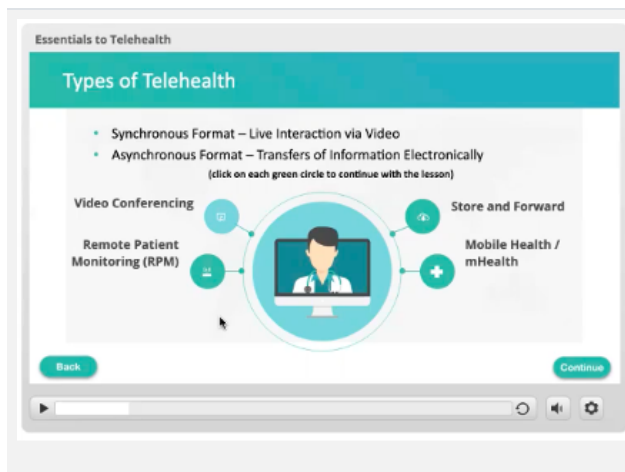 Essentials to Telehealth
Types of Telehealth
• Synchronous Format – Live Interaction via Video
• Asynchronous Format – Transfers of Information Electronically
(click on each green circle to continue with the lesson)
Video Conferencing
Store and Forward
Remote Patient
Monitoring (RPM)
Mobile Health /
mHealth
Back
Continue